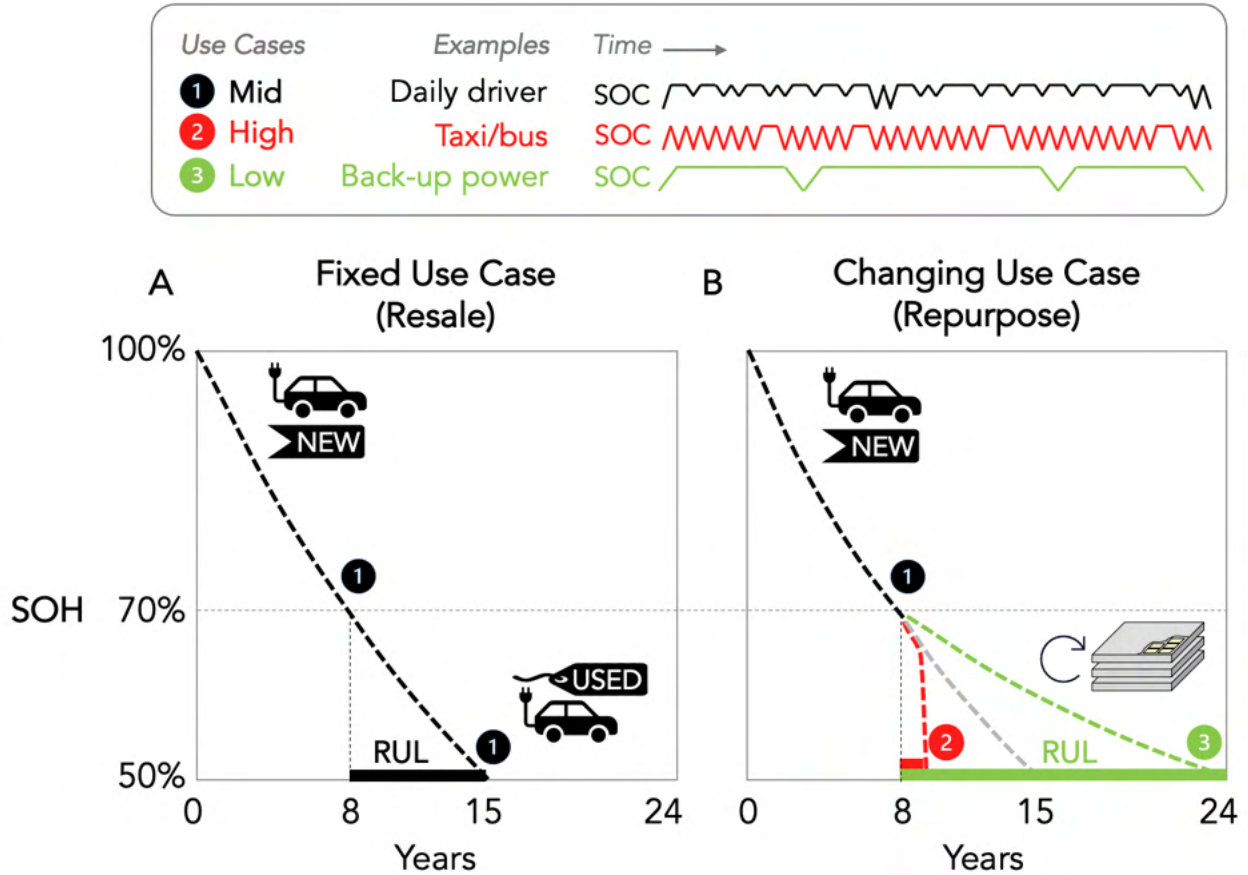 Use Cases Examples Time
1 Mid Daily driver SOC
2 High Taxi/bus SOC
3 Low Back-up power SOC
A Fixed Use Case
(Resale)
B Changing Use Case
(Repurpose)
SOH
100%
70%
50%
NEW
1
USED
RUL
1
0 8 15 24
Years
NEW
1
2
RUL
3
0 8 15 24
Years